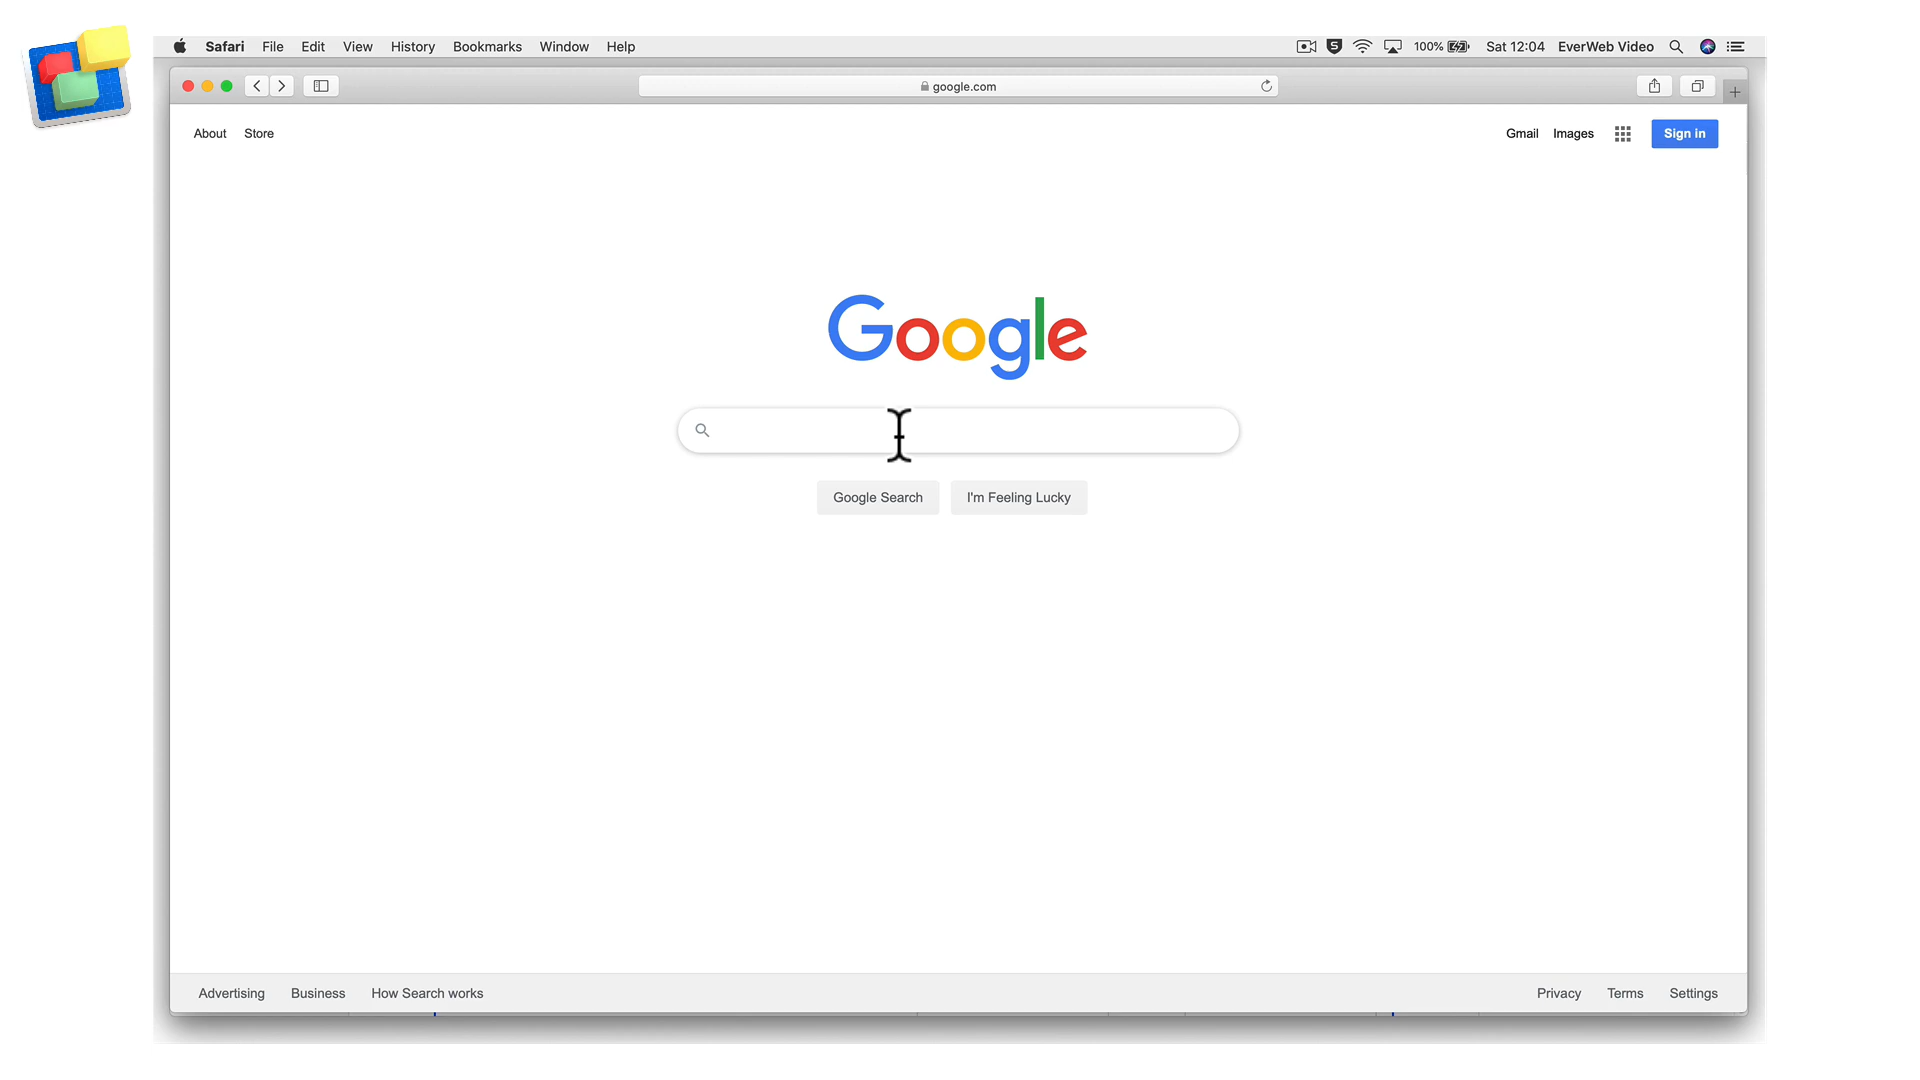 Safari File Edit View History Bookmarks Window Help 100% Sat 12:04 EverWeb Video
google.com
About Store Gmail Images Sign in
Google
Google Search I'm Feeling Lucky
Advertising Business How Search works Privacy Terms Settings